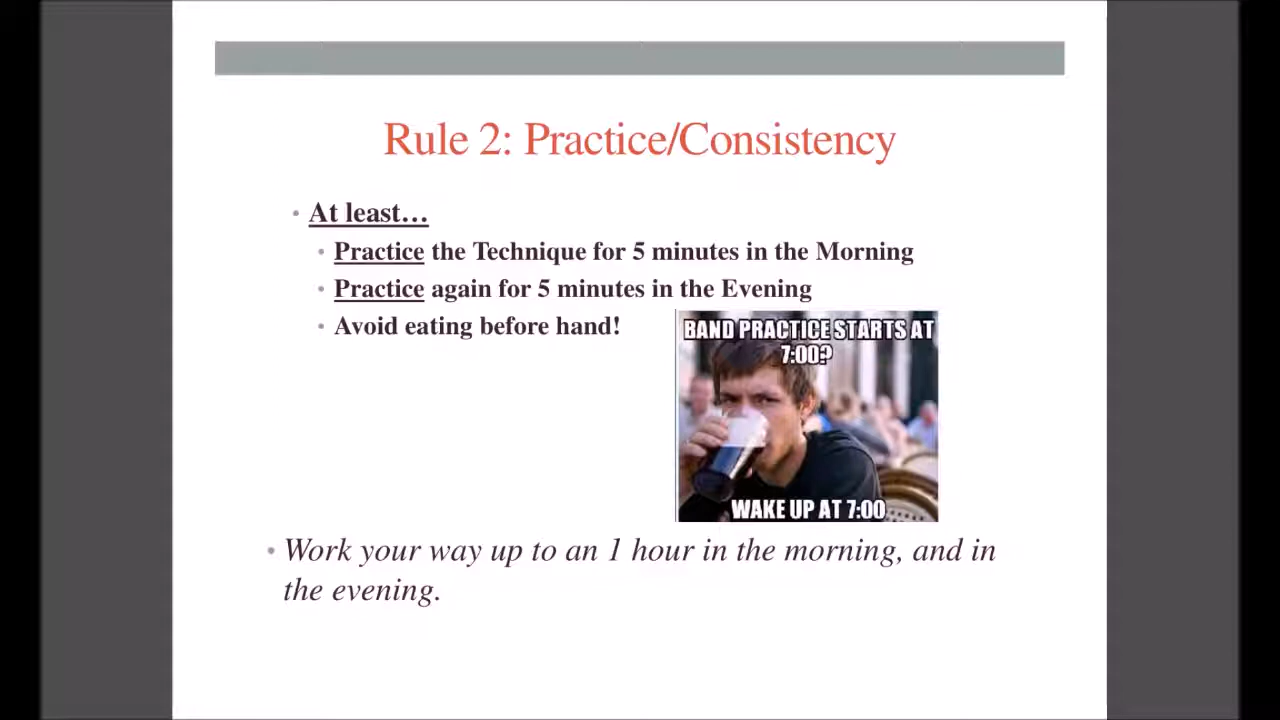 Rule 2: Practice/Consistency
• At least…
• Practice the Technique for 5 minutes in the Morning
• Practice again for 5 minutes in the Evening
• Avoid eating before hand!
BAND PRACTICE STARTS AT
7:00?
WAKE UP AT 7:00
• Work your way up to an 1 hour in the morning, and in
the evening.